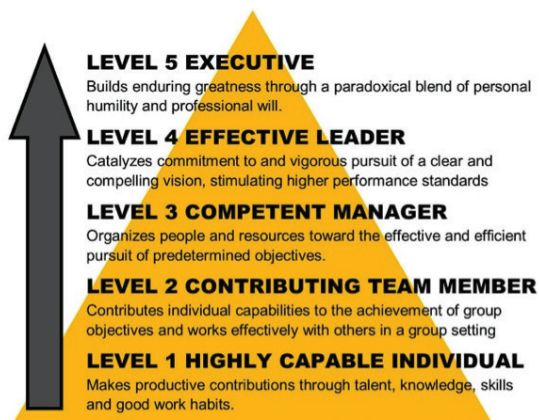 LEVEL 5 EXECUTIVE
Builds enduring greatness through a paradoxical blend of personal
humility and professional will.
LEVEL 4 EFFECTIVE LEADER
Catalyzes commitment to and vigorous pursuit of a clear and
compelling vision, stimulating higher performance standards
LEVEL 3 COMPETENT MANAGER
Organizes people and resources toward the effective and efficient
pursuit of predetermined objectives.
LEVEL 2 CONTRIBUTING TEAM MEMBER
Contributes individual capabilities to the achievement of group
objectives and works effectively with others in a group setting
LEVEL 1 HIGHLY CAPABLE INDIVIDUAL
Makes productive contributions through talent, knowledge, skills
and good work habits.